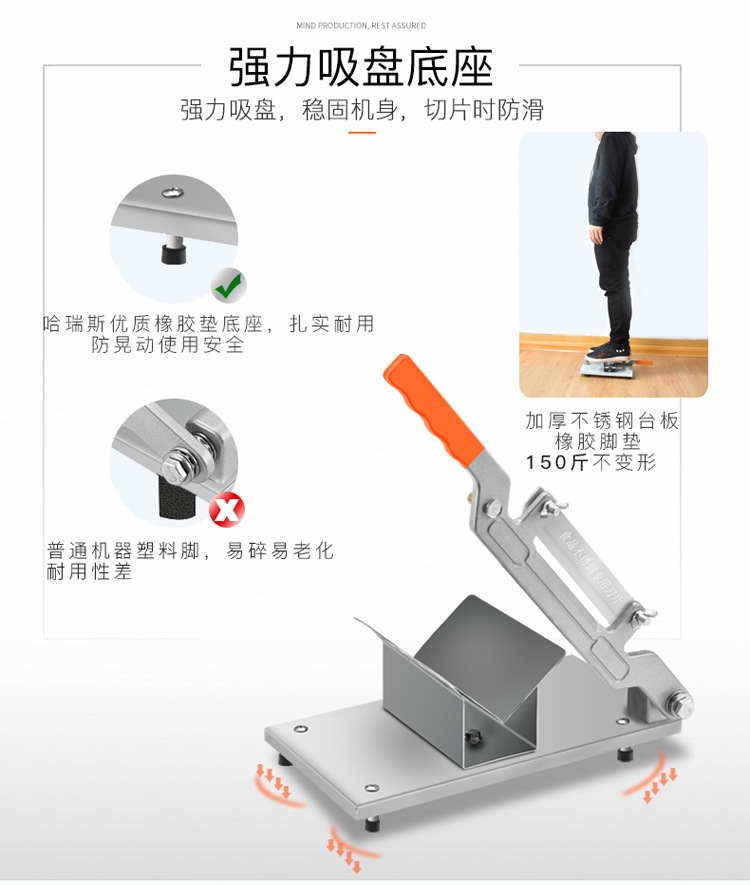 MIND PRODUCTION, REST ASSURED
强力吸盘底座
强力吸盘，稳固机身，切片时防滑
哈瑞斯优质橡胶垫底座，扎实耐用
防晃动使用安全
加厚不锈钢台板
橡胶脚垫
150斤不变形
普通机器塑料脚，易碎易老化
耐用性差
食品不锈钢专用刀片